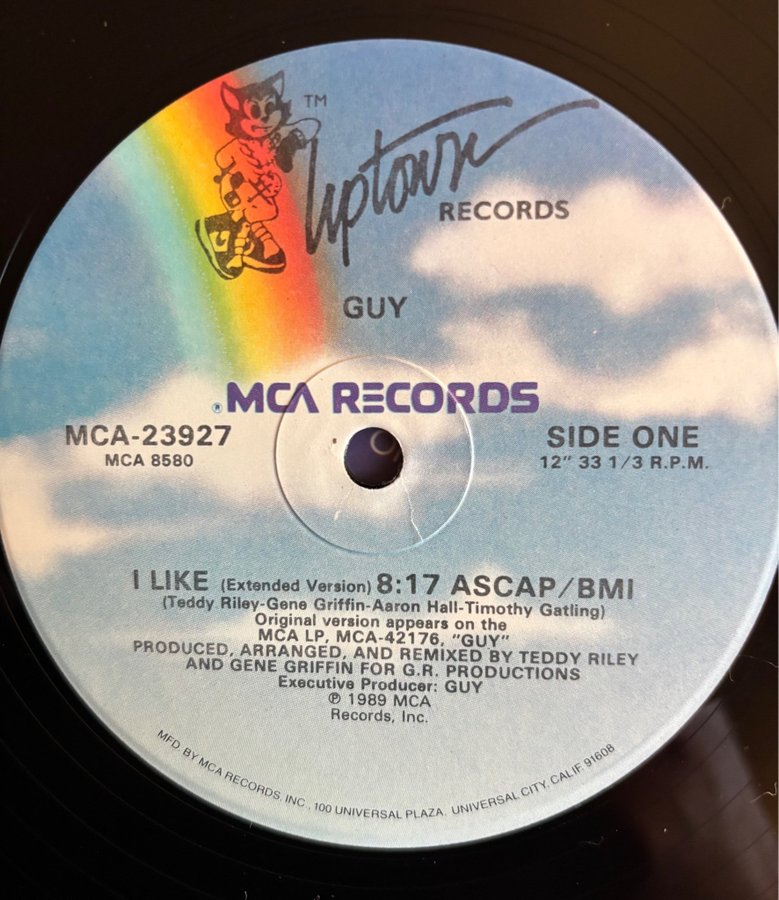 TM
Uptown
RECORDS
GUY
® MCA RECORDS
MCA-23927
MCA 8580
SIDE ONE
12" 33 1/3 R.P.M.
I LIKE (Extended Version) 8:17 ASCAP/BMI
(Teddy Riley-Gene Griffin-Aaron Hall-Timothy Gatling)
Original version appears on the
MCA LP, MCA-42176, "GUY"
PRODUCED, ARRANGED, AND REMIXED BY TEDDY RILEY
AND GENE GRIFFIN FOR G.R. PRODUCTIONS
Executive Producer: GUY
℗ 1989 MCA
Records, Inc.
MFD. BY MCA RECORDS, INC., 100 UNIVERSAL PLAZA, UNIVERSAL CITY, CALIF. 91608